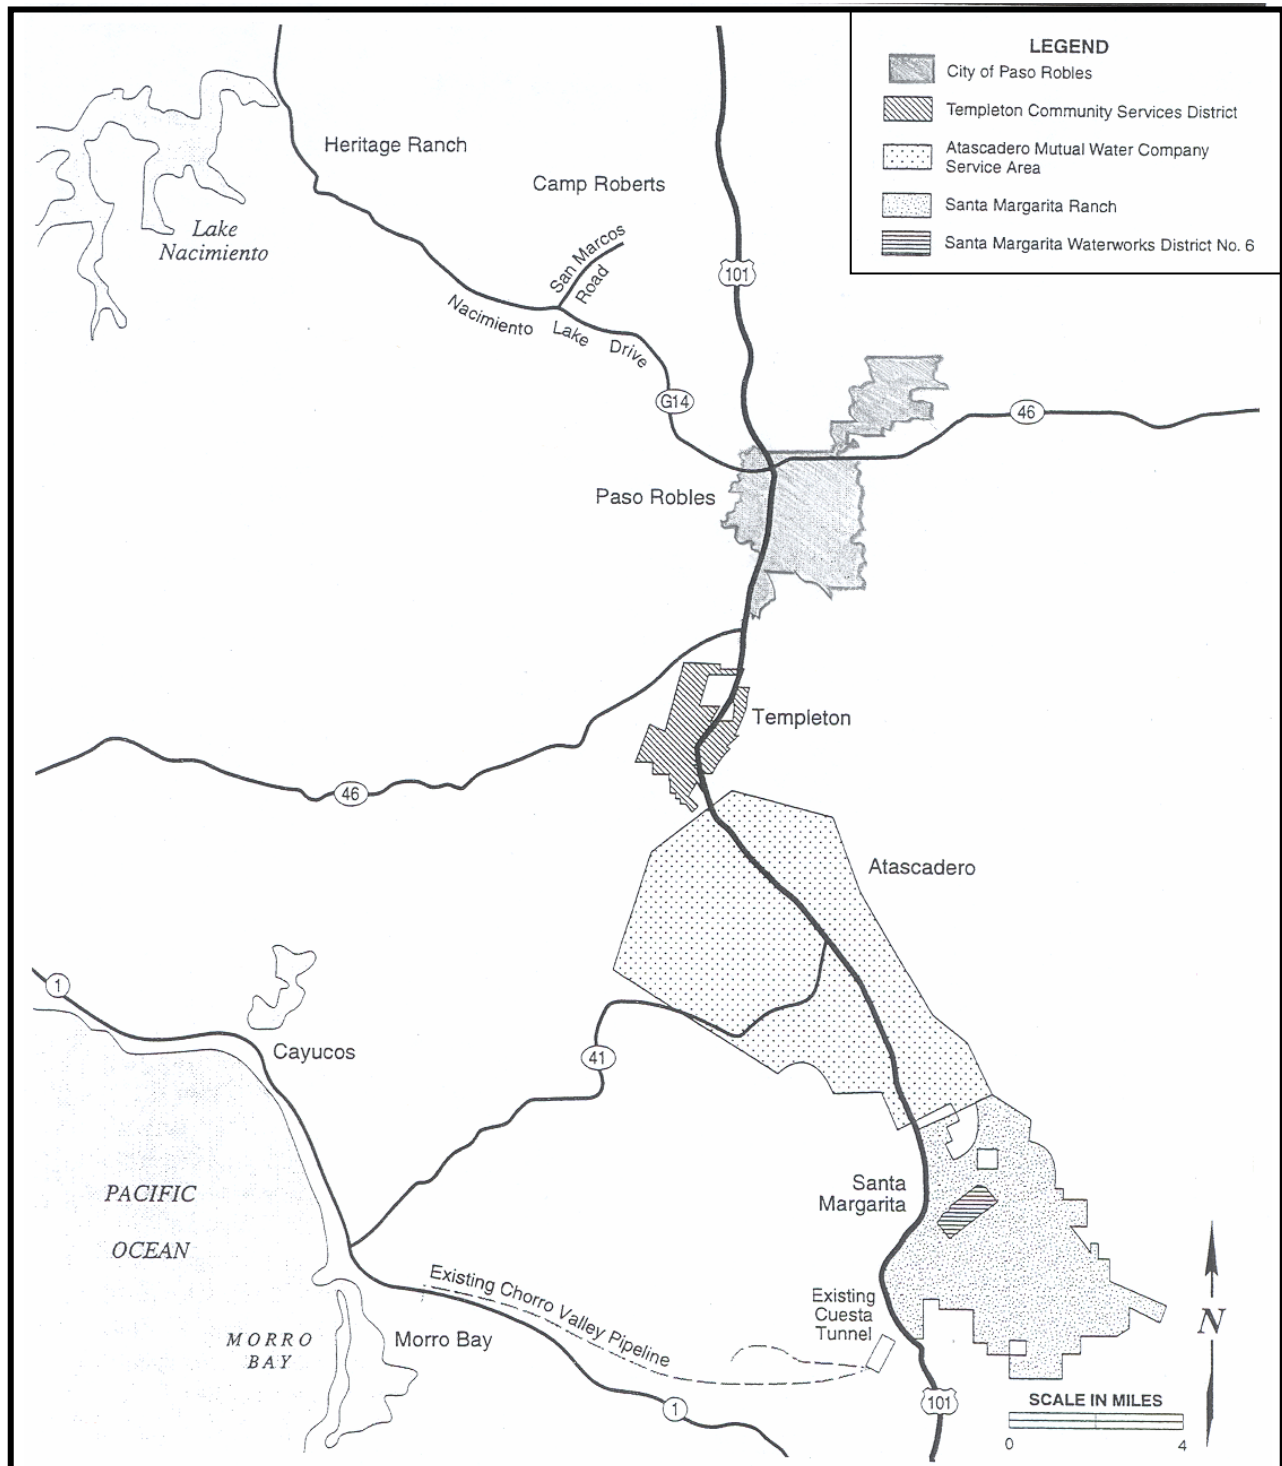 LEGEND
City of Paso Robles
Templeton Community Services District
Atascadero Mutual Water Company
Service Area
Santa Margarita Ranch
Santa Margarita Waterworks District No. 6
Heritage Ranch
Camp Roberts
Lake
Nacimiento
San Marcos
Road
101
Nacimiento Lake Drive
G14
46
Paso Robles
Templeton
46
Atascadero
1
Cayucos
41
PACIFIC
OCEAN
Santa
Margarita
Existing Chorro Valley Pipeline
Existing
Cuesta
Tunnel
MORRO
BAY
Morro Bay
N
1
101
SCALE IN MILES
0 4